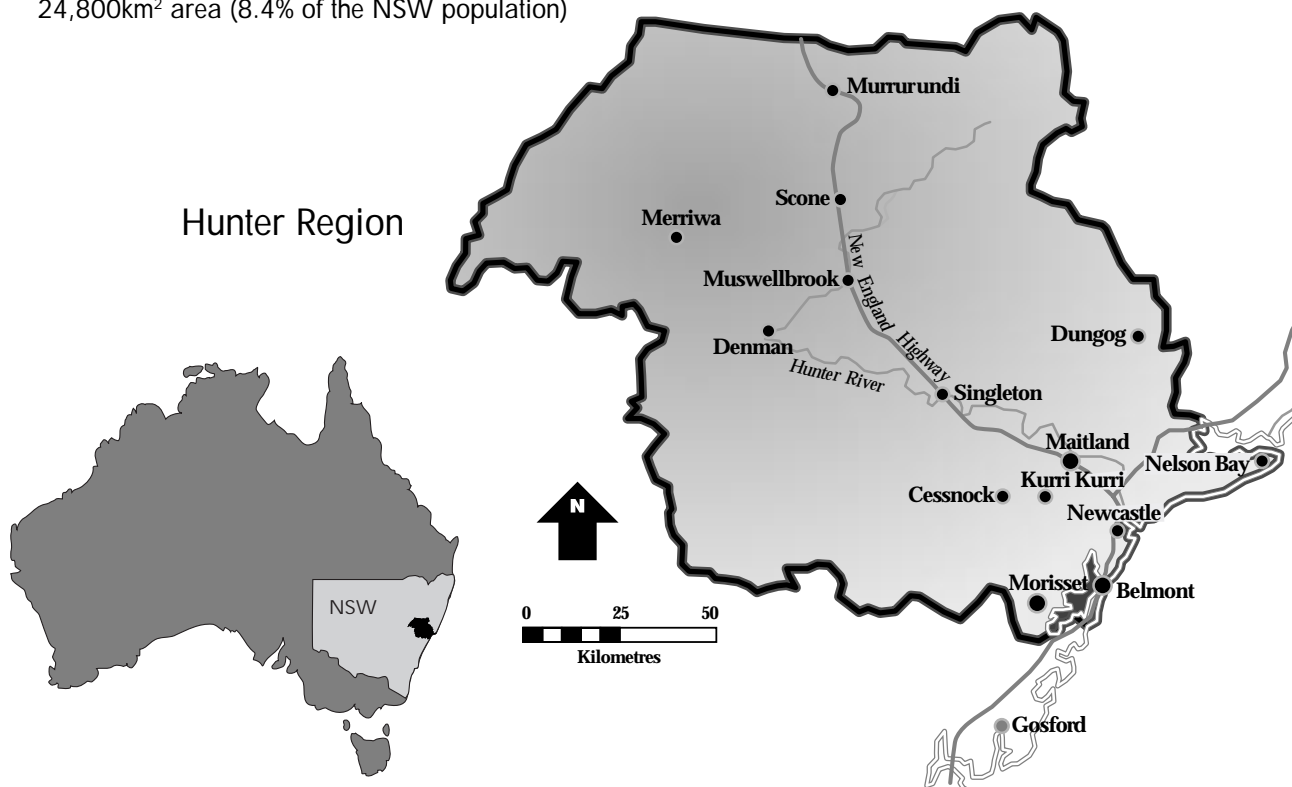 24,800km² area (8.4% of the NSW population)
Murrurundi
Hunter Region
Scone
Merriwa
New England Highway
Muswellbrook
Denman
Dungog
Hunter River
Singleton
Maitland
Nelson Bay
Kurri Kurri
Cessnock
N
Newcastle
Morisset
Belmont
NSW
0 25 50
Kilometres
Gosford